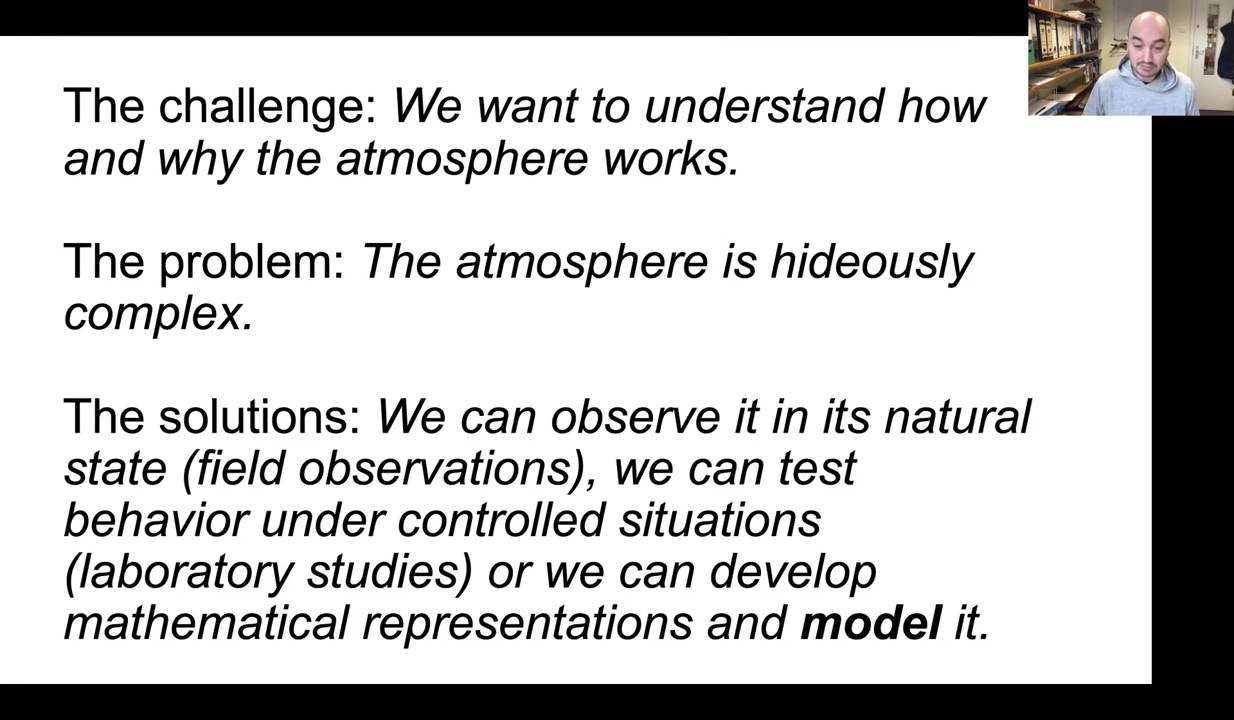 The challenge: We want to understand how
and why the atmosphere works.
The problem: The atmosphere is hideously
complex.
The solutions: We can observe it in its natural
state (field observations), we can test
behavior under controlled situations
(laboratory studies) or we can develop
mathematical representations and model it.